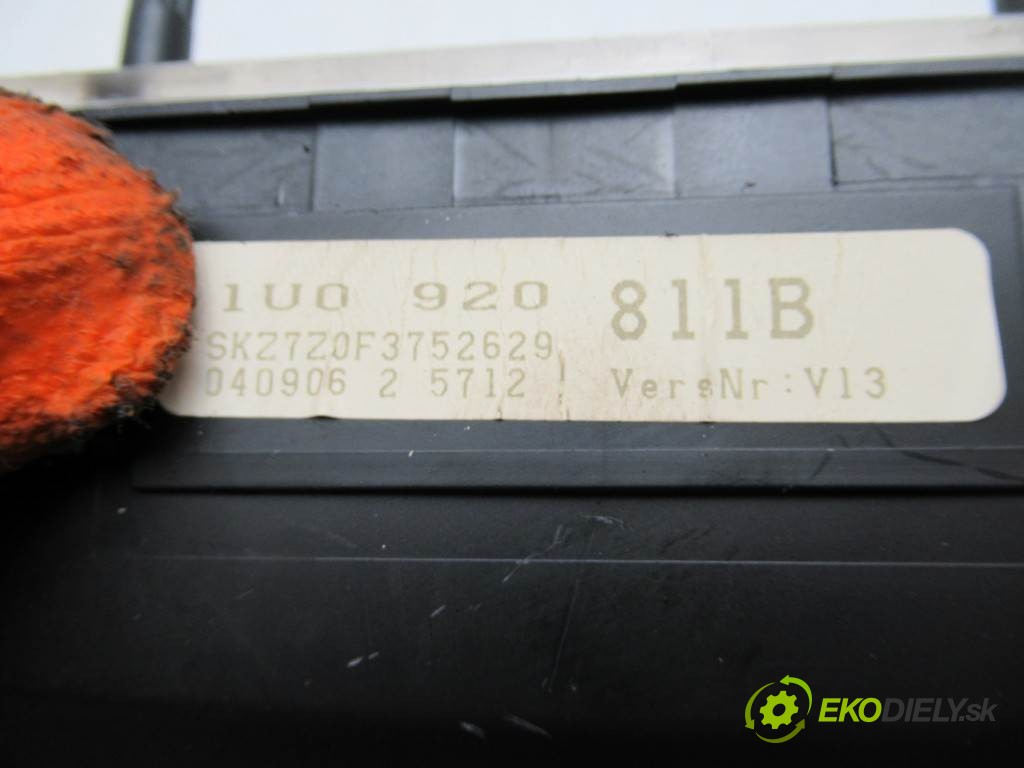 1U0 920 811B
SKZ7Z0F3752629
040906 2 5712 VersNr:V13
EKODIELY.sk